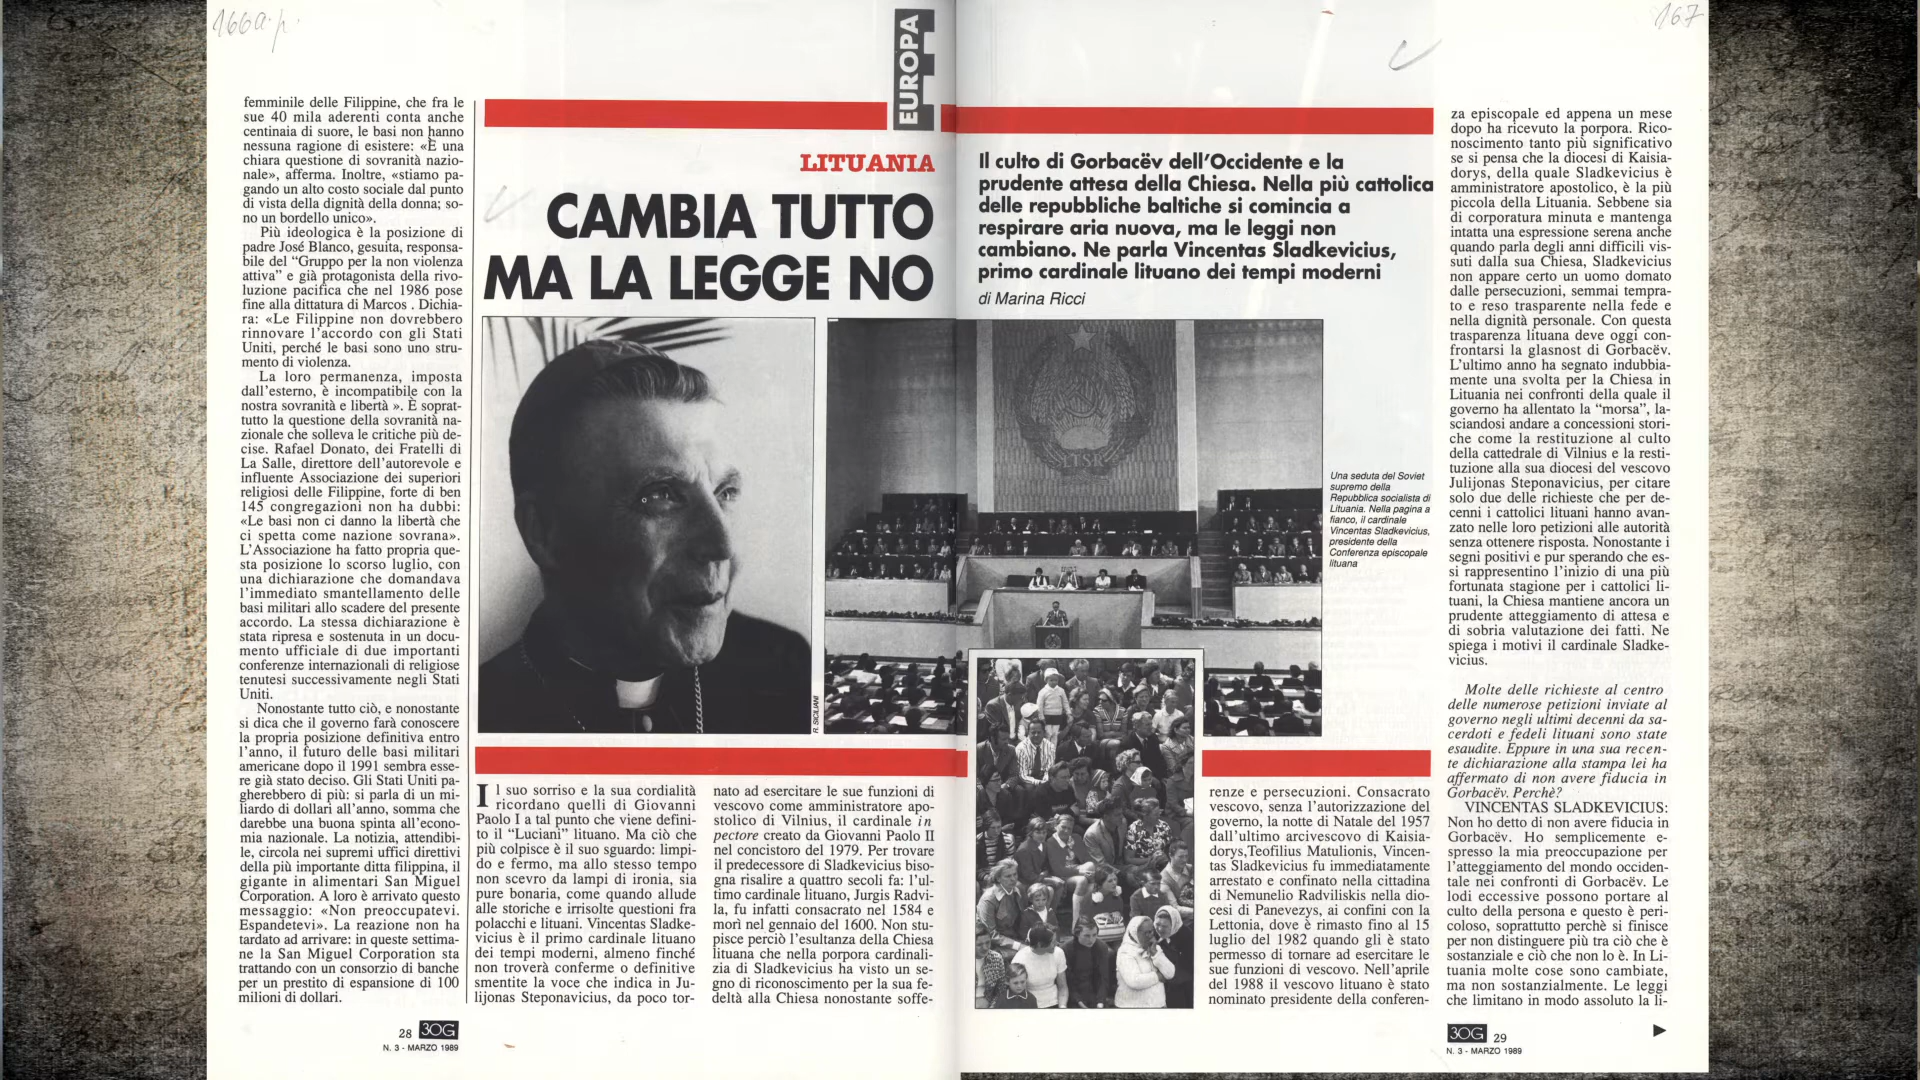 166a.p.
167
EUROPA
femminile delle Filippine, che fra le
sue 40 mila aderenti conta anche
centinaia di suore, le basi non hanno
nessuna ragione di esistere: «È una
chiara questione di sovranità nazio-
nale», afferma. Inoltre, «stiamo pa-
gando un alto costo sociale dal punto
di vista della dignità della donna; so-
no un bordello unico».
Più ideologica è la posizione di
padre José Blanco, gesuita, responsa-
bile del "Gruppo per la non violenza
attiva" e già protagonista della rivo-
luzione pacifica che nel 1986 pose
fine alla dittatura di Marcos . Dichia-
ra: «Le Filippine non dovrebbero
rinnovare l'accordo con gli Stati
Uniti, perché le basi sono uno stru-
mento di violenza.
La loro permanenza, imposta
dall'esterno, è incompatibile con la
nostra sovranità e libertà ». È soprat-
tutto la questione della sovranità na-
zionale che solleva le critiche più de-
cise. Rafael Donato, dei Fratelli di
La Salle, direttore dell'autorevole e
influente Associazione dei superiori
religiosi delle Filippine, forte di ben
145 congregazioni non ha dubbi:
«Le basi non ci danno la libertà che
ci spetta come nazione sovrana».
L'Associazione ha fatto propria que-
sta posizione lo scorso luglio, con
una dichiarazione che domandava
l'immediato smantellamento delle
basi militari allo scadere del presente
accordo. La stessa dichiarazione è
stata ripresa e sostenuta in un docu-
mento ufficiale di due importanti
conferenze internazionali di religiose
tenutesi successivamente negli Stati
Uniti.
Nonostante tutto ciò, e nonostante
si dica che il governo farà conoscere
la propria posizione definitiva entro
l'anno, il futuro delle basi militari
americane dopo il 1991 sembra esse-
re già stato deciso. Gli Stati Uniti pa-
gherebbero di più: si parla di un mi-
liardo di dollari all'anno, somma che
darebbe una buona spinta all'econo-
mia nazionale. La notizia, attendibi-
le, circola nei supremi uffici direttivi
della più importante ditta filippina, il
gigante in alimentari San Miguel
Corporation. A loro è arrivato questo
messaggio: «Non preoccupatevi.
Espandetevi». La reazione non ha
tardato ad arrivare: in queste settima-
ne la San Miguel Corporation sta
trattando con un consorzio di banche
per un prestito di espansione di 100
milioni di dollari.
LITUANIA
CAMBIA TUTTO
MA LA LEGGE NO
Il culto di Gorbacëv dell'Occidente e la
prudente attesa della Chiesa. Nella più cattolica
delle repubbliche baltiche si comincia a
respirare aria nuova, ma le leggi non
cambiano. Ne parla Vincentas Sladkevicius,
primo cardinale lituano dei tempi moderni
di Marina Ricci
R. SICILIANI
LTSR
Una seduta del Soviet
supremo della
Repubblica socialista di
Lituania. Nella pagina a
fianco, il cardinale
Vincentas Sladkevicius,
presidente della
Conferenza episcopale
lituana
Il suo sorriso e la sua cordialità
ricordano quelli di Giovanni
Paolo I a tal punto che viene defini-
to il "Luciani" lituano. Ma ciò che
più colpisce è il suo sguardo: limpi-
do e fermo, ma allo stesso tempo
non scevro da lampi di ironia, sia
pure bonaria, come quando allude
alle storiche e irrisolte questioni fra
polacchi e lituani. Vincentas Sladke-
vicius è il primo cardinale lituano
dei tempi moderni, almeno finché
non troverà conferme o definitive
smentite la voce che indica in Ju-
lijonas Steponavicius, da poco tor-
nato ad esercitare le sue funzioni di
vescovo come amministratore apo-
stolico di Vilnius, il cardinale in
pectore creato da Giovanni Paolo II
nel concistoro del 1979. Per trovare
il predecessore di Sladkevicius biso-
gna risalire a quattro secoli fa: l'ul-
timo cardinale lituano, Jurgis Radvi-
la, fu infatti consacrato nel 1584 e
morì nel gennaio del 1600. Non stu-
pisce perciò l'esultanza della Chiesa
lituana che nella porpora cardinali-
zia di Sladkevicius ha visto un se-
gno di riconoscimento per la sua fe-
deltà alla Chiesa nonostante soffe-
renze e persecuzioni. Consacrato
vescovo, senza l'autorizzazione del
governo, la notte di Natale del 1957
dall'ultimo arcivescovo di Kaisia-
dorys,Teofilius Matulionis, Vincen-
tas Sladkevicius fu immediatamente
arrestato e confinato nella cittadina
di Nemunelio Radviliskis nella dio-
cesi di Panevezys, ai confini con la
Lettonia, dove è rimasto fino al 15
luglio del 1982 quando gli è stato
permesso di tornare ad esercitare le
sue funzioni di vescovo. Nell'aprile
del 1988 il vescovo lituano è stato
nominato presidente della conferen-
za episcopale ed appena un mese
dopo ha ricevuto la porpora. Rico-
noscimento tanto più significativo
se si pensa che la diocesi di Kaisia-
dorys, della quale Sladkevicius è
amministratore apostolico, è la più
piccola della Lituania. Sebbene sia
di corporatura minuta e mantenga
intatta una espressione serena anche
quando parla degli anni difficili vis-
suti dalla sua Chiesa, Sladkevicius
non appare certo un uomo domato
dalle persecuzioni, semmai tempra-
to e reso trasparente nella fede e
nella dignità personale. Con questa
trasparenza lituana deve oggi con-
frontarsi la glasnost di Gorbacëv.
L'ultimo anno ha segnato indubbia-
mente una svolta per la Chiesa in
Lituania nei confronti della quale il
governo ha allentato la "morsa", la-
sciandosi andare a concessioni stori-
che come la restituzione al culto
della cattedrale di Vilnius e la resti-
tuzione alla sua diocesi del vescovo
Julijonas Steponavicius, per citare
solo due delle richieste che per de-
cenni i cattolici lituani hanno avan-
zato nelle loro petizioni alle autorità
senza ottenere risposta. Nonostante i
segni positivi e pur sperando che es-
si rappresentino l'inizio di una più
fortunata stagione per i cattolici li-
tuani, la Chiesa mantiene ancora un
prudente atteggiamento di attesa e
di sobria valutazione dei fatti. Ne
spiega i motivi il cardinale Sladke-
vicius.
Molte delle richieste al centro
delle numerose petizioni inviate al
governo negli ultimi decenni da sa-
cerdoti e fedeli lituani sono state
esaudite. Eppure in una sua recen-
te dichiarazione alla stampa lei ha
affermato di non avere fiducia in
Gorbacëv. Perchè?
VINCENTAS SLADKEVICIUS:
Non ho detto di non avere fiducia in
Gorbacëv. Ho semplicemente e-
spresso la mia preoccupazione per
l'atteggiamento del mondo occiden-
tale nei confronti di Gorbacëv. Le
lodi eccessive possono portare al
culto della persona e questo è peri-
coloso, soprattutto perchè si finisce
per non distinguere più tra ciò che è
sostanziale e ciò che non lo è. In Li-
tuania molte cose sono cambiate,
ma non sostanzialmente. Le leggi
che limitano in modo assoluto la li-
28 30G
N. 3 - MARZO 1989
30G 29
N. 3 - MARZO 1989